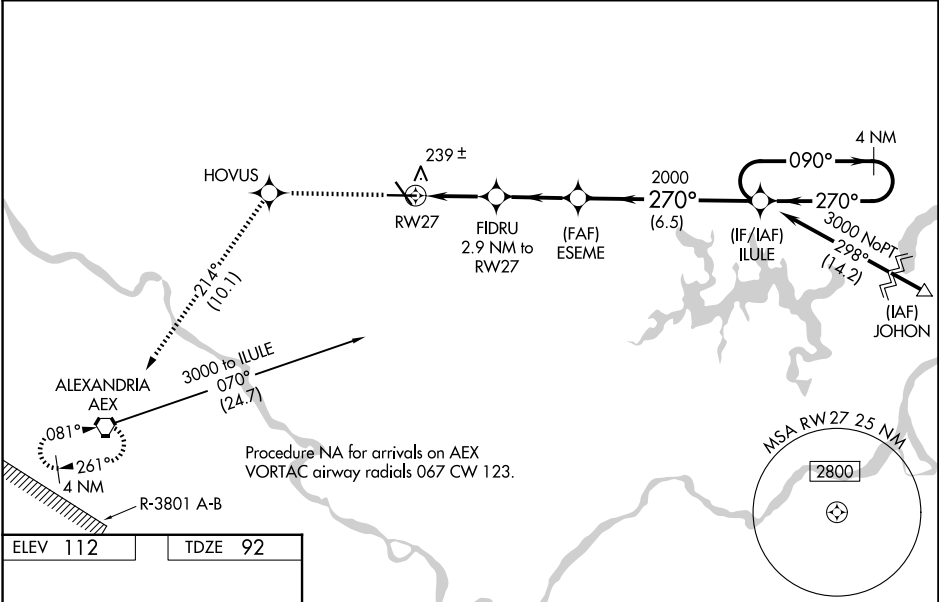 4 NM
090°
239 ±
HOVUS
2000
270°
270°
(6.5)
RW27
FIDRU
2.9 NM to
RW27
(FAF)
ESEME
(IF/IAF)
ILULE
3000 NoPT
298°
(14.2)
(IAF)
JOHON
214°
(10.1)
3000 to ILULE
070°
(24.7)
ALEXANDRIA
AEX
081°
261°
4 NM
Procedure NA for arrivals on AEX
VORTAC airway radials 067 CW 123.
R-3801 A-B
MSA RW27 25 NM
2800
ELEV 112
TDZE 92